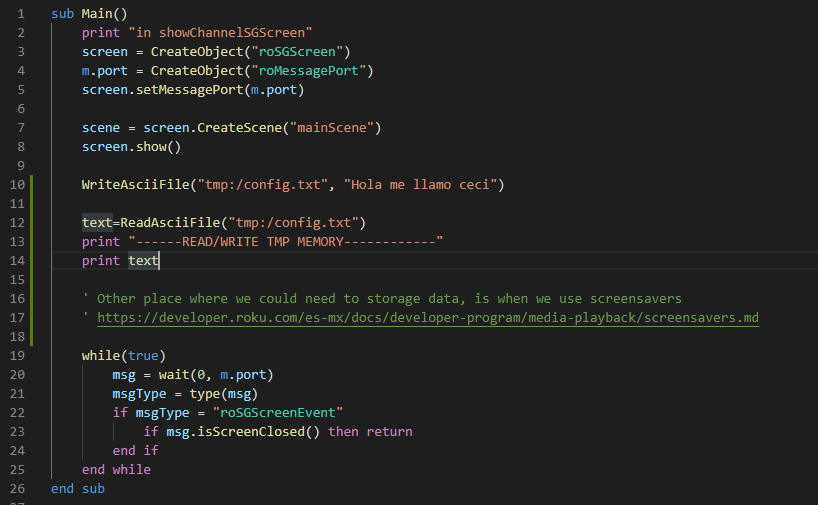 1 sub Main()
2 print "in showChannelSGScreen"
3 screen = CreateObject("roSGScreen")
4 m.port = CreateObject("roMessagePort")
5 screen.setMessagePort(m.port)
6
7 scene = screen.CreateScene("mainScene")
8 screen.show()
9
10 WriteAsciiFile("tmp:/config.txt", "Hola me llamo ceci")
11
12 text=ReadAsciiFile("tmp:/config.txt")
13 print "------READ/WRITE TMP MEMORY------------"
14 print text
15
16 ' Other place where we could need to storage data, is when we use screensavers
17 ' https://developer.roku.com/es-mx/docs/developer-program/media-playback/screensavers.md
18
19 while(true)
20 msg = wait(0, m.port)
21 msgType = type(msg)
22 if msgType = "roSGScreenEvent"
23 if msg.isScreenClosed() then return
24 end if
25 end while
26 end sub
27